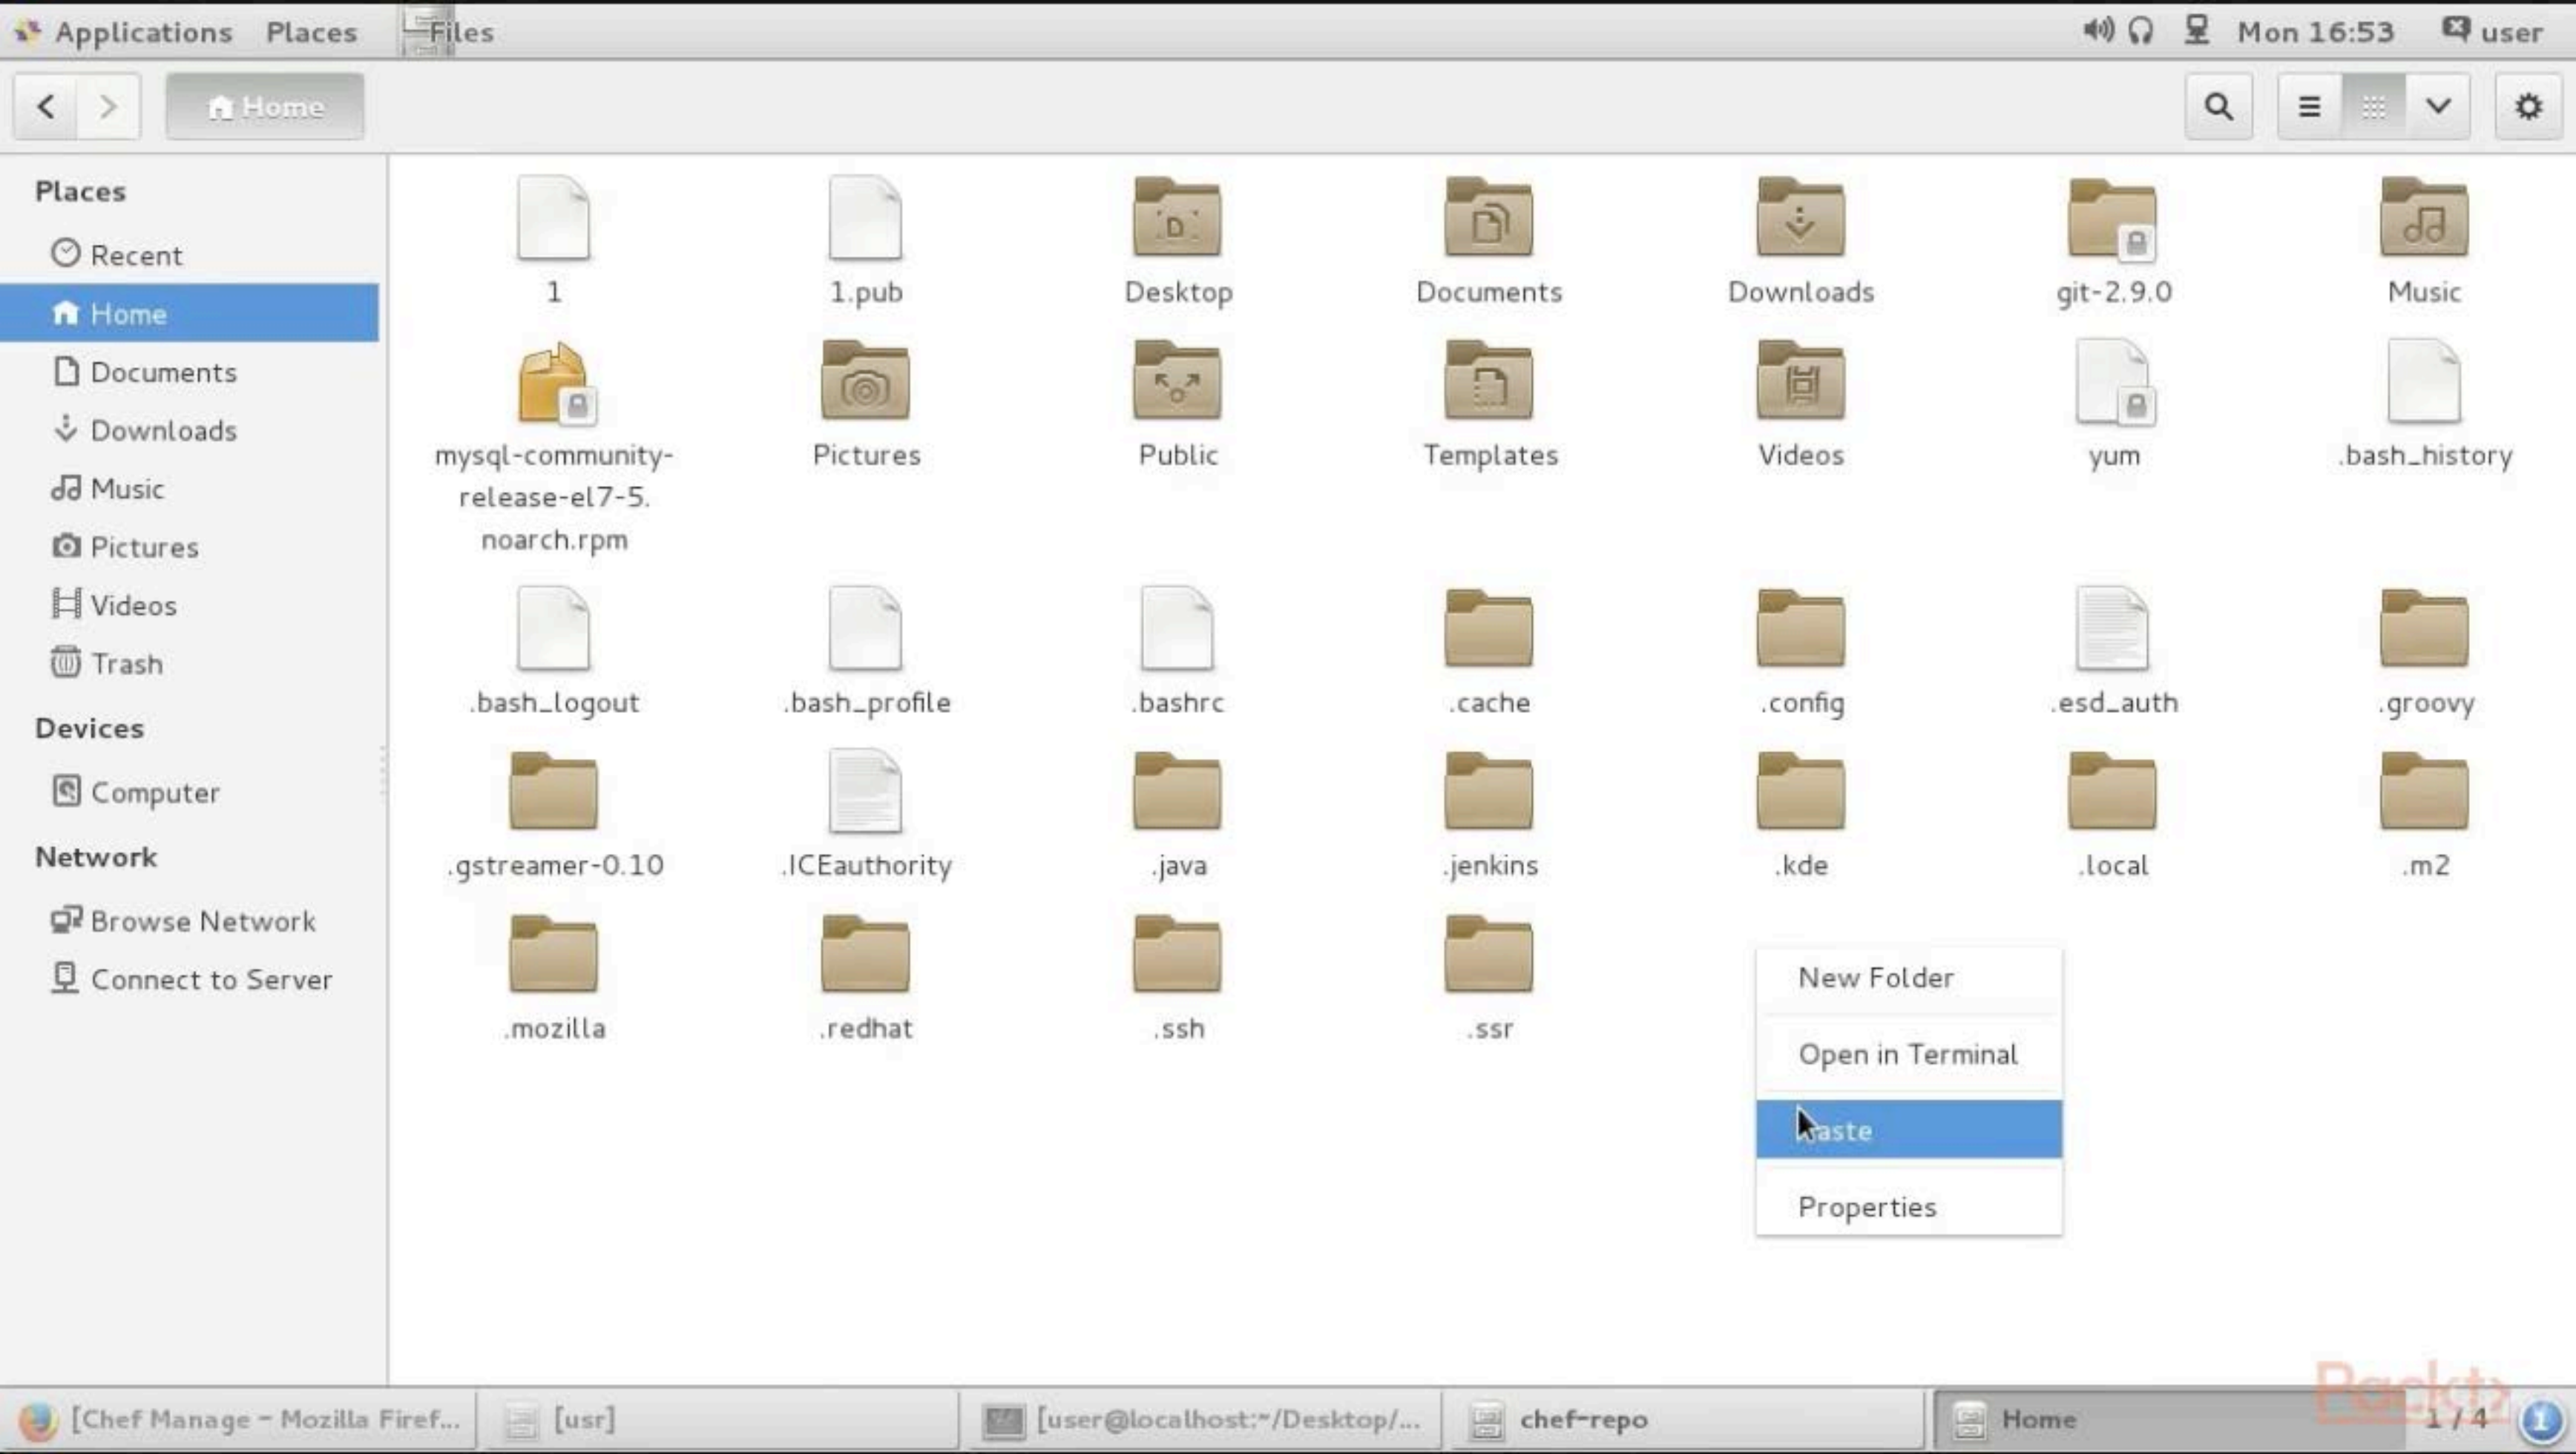 Applications Places Files Mon 16:53 user
Home
Places
Recent
Home
Documents
Downloads
Music
Pictures
Videos
Trash
Devices
Computer
Network
Browse Network
Connect to Server
1 1.pub Desktop Documents Downloads git-2.9.0 Music
mysql-community-
release-el7-5.
noarch.rpm
Pictures Public Templates Videos yum .bash_history
.bash_logout .bash_profile .bashrc .cache .config .esd_auth .groovy
.gstreamer-0.10 .ICEauthority .java .jenkins .kde .local .m2
.mozilla .redhat .ssh .ssr
New Folder
Open in Terminal
aste
Properties
Packt>
[Chef Manage - Mozilla Firef... [usr] [user@localhost:~/Desktop/... chef-repo Home 1 / 4 1